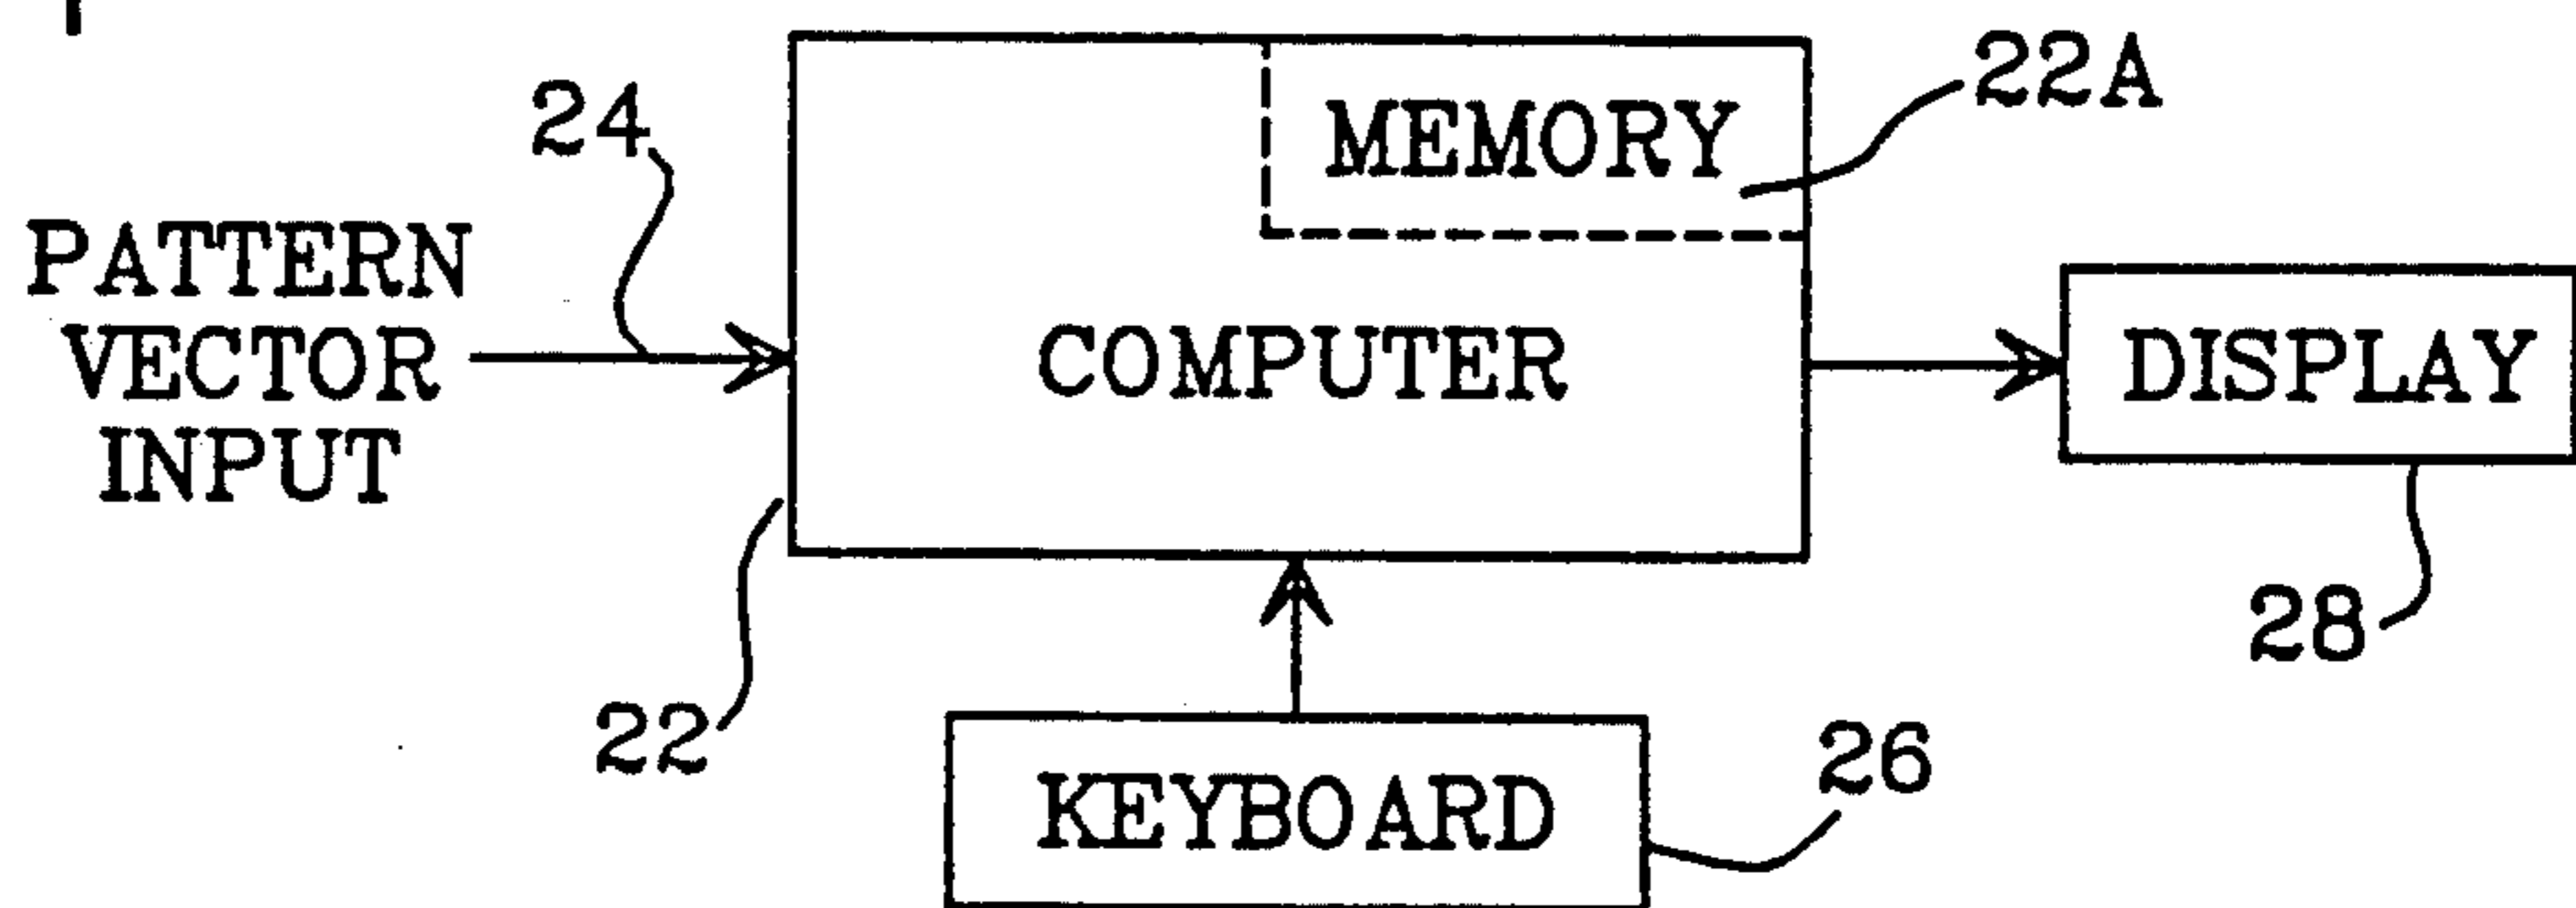 22A
MEMORY
24
PATTERN
VECTOR
INPUT
COMPUTER
DISPLAY
28
22
KEYBOARD
26